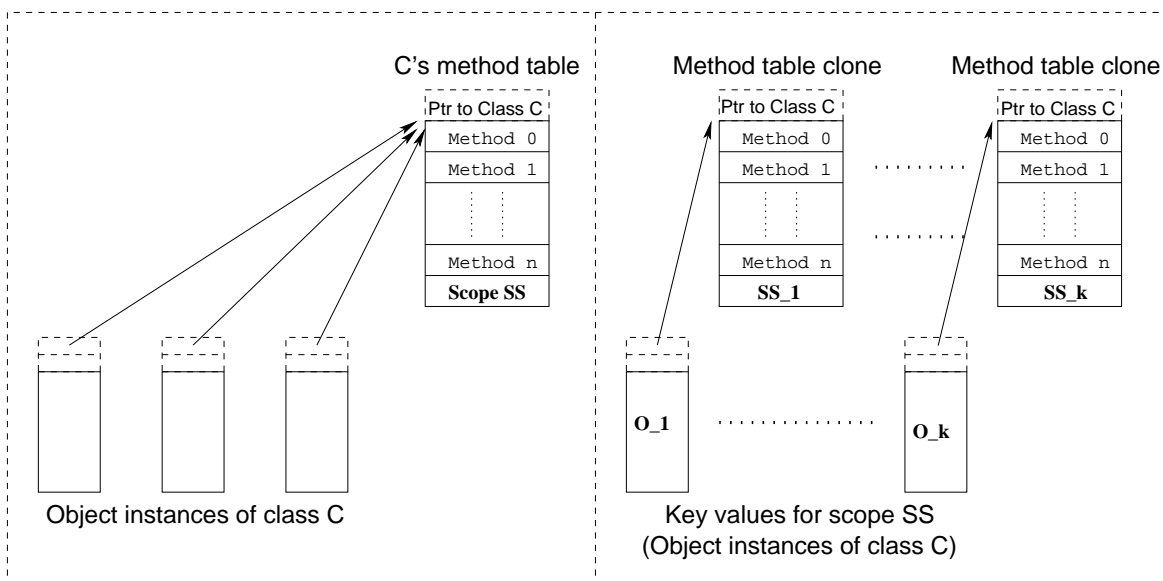 C's method table
Ptr to Class C
Method 0
Method 1
Method n
Scope SS
Object instances of class C
Method table clone
Method table clone
Ptr to Class C
Ptr to Class C
Method 0
Method 0
Method 1
Method 1
Method n
Method n
SS_1
SS_k
O_1
O_k
Key values for scope SS
(Object instances of class C)